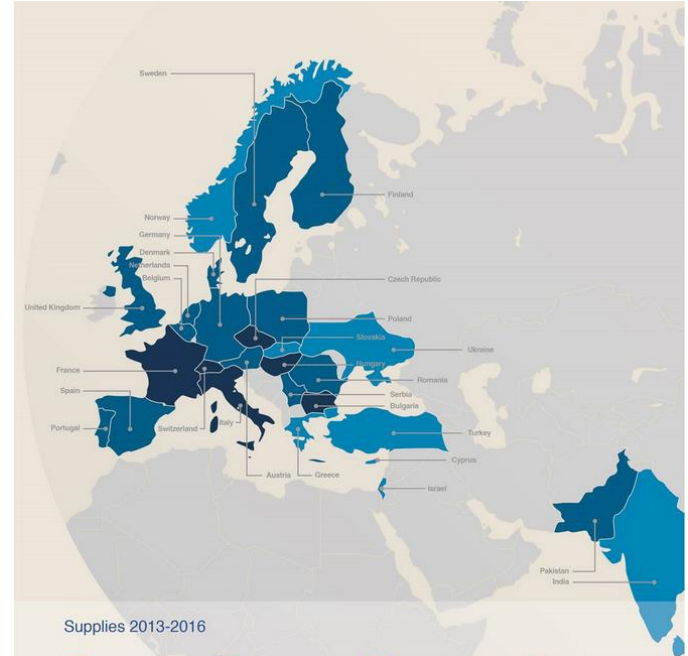 Sweden
Finland
Norway
Germany
Denmark
Netherlands
Belgium
Czech Republic
United Kingdom
Poland
Slovakia
Ukraine
Hungary
France
Romania
Spain
Serbia
Bulgaria
Portugal
Switzerland
Italy
Turkey
Cyprus
Austria
Greece
Israel
Pakistan
India
Supplies 2013-2016